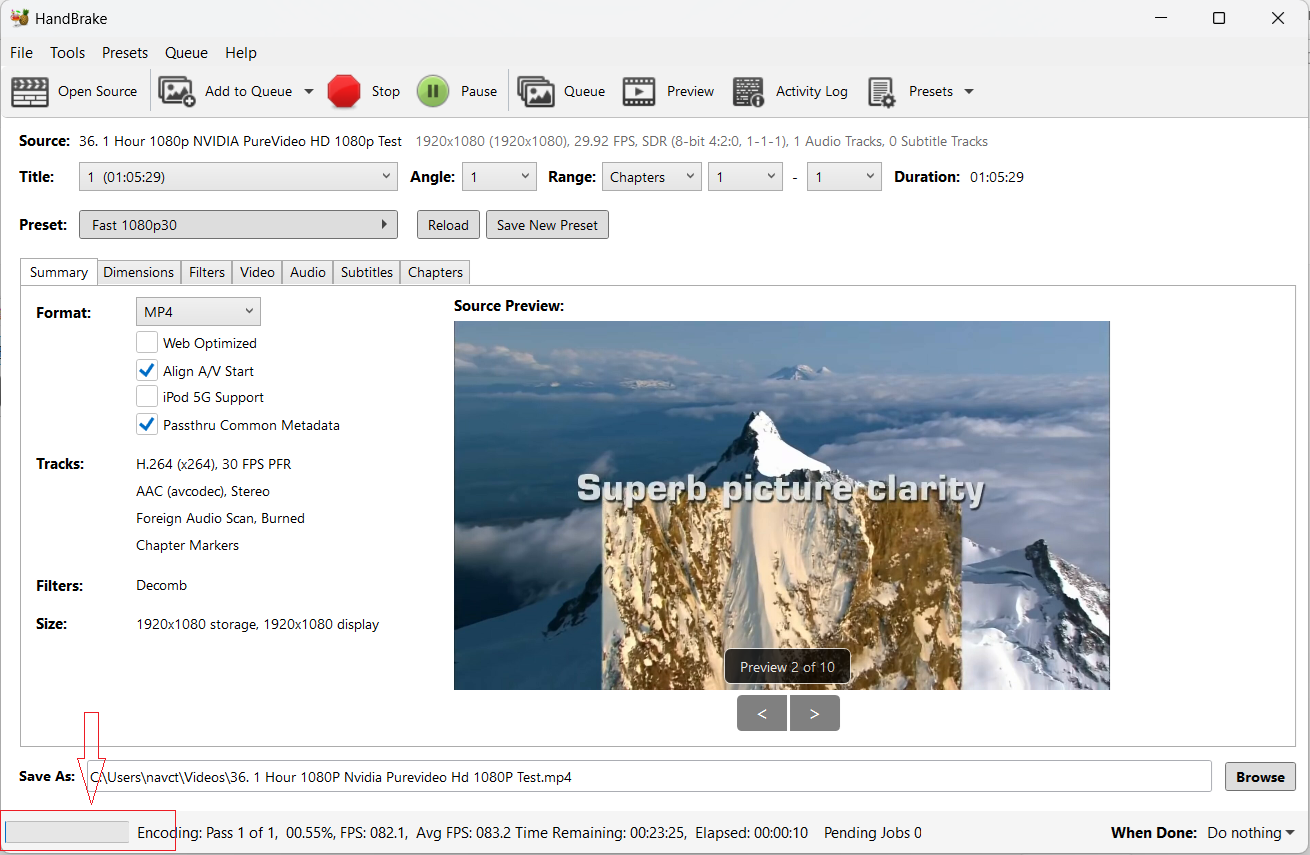 HandBrake
File Tools Presets Queue Help
Open Source Add to Queue Stop Pause Queue Preview Activity Log Presets
Source: 36. 1 Hour 1080p NVIDIA PureVideo HD 1080p Test 1920x1080 (1920x1080), 29.92 FPS, SDR (8-bit 4:2:0, 1-1-1), 1 Audio Tracks, 0 Subtitle Tracks
Title: 1 (01:05:29) Angle: 1 Range: Chapters 1 - 1 Duration: 01:05:29
Preset: Fast 1080p30 Reload Save New Preset
Summary Dimensions Filters Video Audio Subtitles Chapters
Format: MP4
Web Optimized
Align A/V Start
iPod 5G Support
Passthru Common Metadata
Tracks: H.264 (x264), 30 FPS PFR
AAC (avcodec), Stereo
Foreign Audio Scan, Burned
Chapter Markers
Filters: Decomb
Size: 1920x1080 storage, 1920x1080 display
Source Preview:
Superb picture clarity
Preview 2 of 10
< >
Save As: C:\Users\navct\Videos\36. 1 Hour 1080P Nvidia Purevideo Hd 1080P Test.mp4 Browse
Encoding: Pass 1 of 1, 00.55%, FPS: 082.1, Avg FPS: 083.2 Time Remaining: 00:23:25, Elapsed: 00:00:10 Pending Jobs 0 When Done: Do nothing